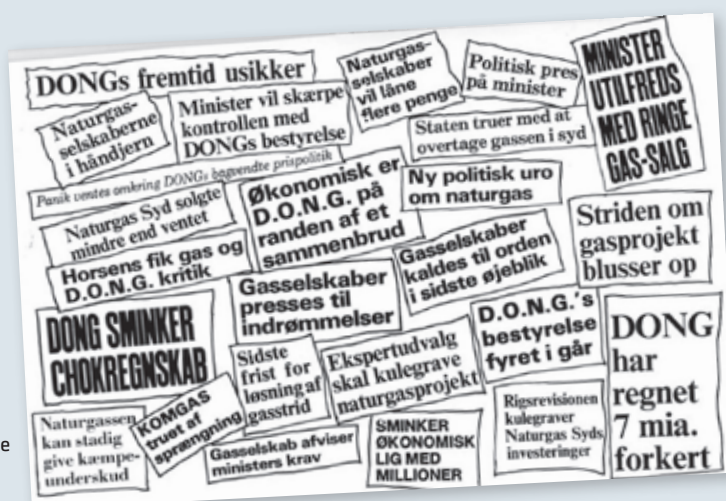 DONGs fremtid usikker
Naturgas-
selskaberne
i håndjern
Minister vil skærpe
kontrollen med
DONGs bestyrelse
Naturgas-
selskaber
vil låne
flere penge
Politisk pres
på minister
MINISTER
UTILFREDS
MED RINGE
GAS-SALG
Staten truer med at
overtage gassen i syd
Panik ventes omkring DONGs bagvendte prispolitik
Naturgas Syd solgte
mindre end ventet
Økonomisk er
D.O.N.G. på
randen af et
sammenbrud
Ny politisk uro
om naturgas
Striden om
gasprojekt
blusser op
Horsens fik gas og
D.O.N.G. kritik
Gasselskaber
presses til
indrømmelser
Gasselskaber
kaldes til orden
i sidste øjeblik
DONG SMINKER
CHOKREGNSKAB
Sidste
frist for
løsning af
gasstrid
Ekspertudvalg
skal kulegrave
naturgasprojekt
D.O.N.G.'s
bestyrelse
fyret i går
DONG
har
regnet
7 mia.
forkert
Naturgassen
kan stadig
give kæmpe-
underskud
KOMGAS
truet af
sprængning
Gasselskab afviser
ministers krav
SMINKER
ØKONOMISK
LIG MED
MILLIONER
Rigsrevisionen
kulegraver
Naturgas Syds
investeringer
e